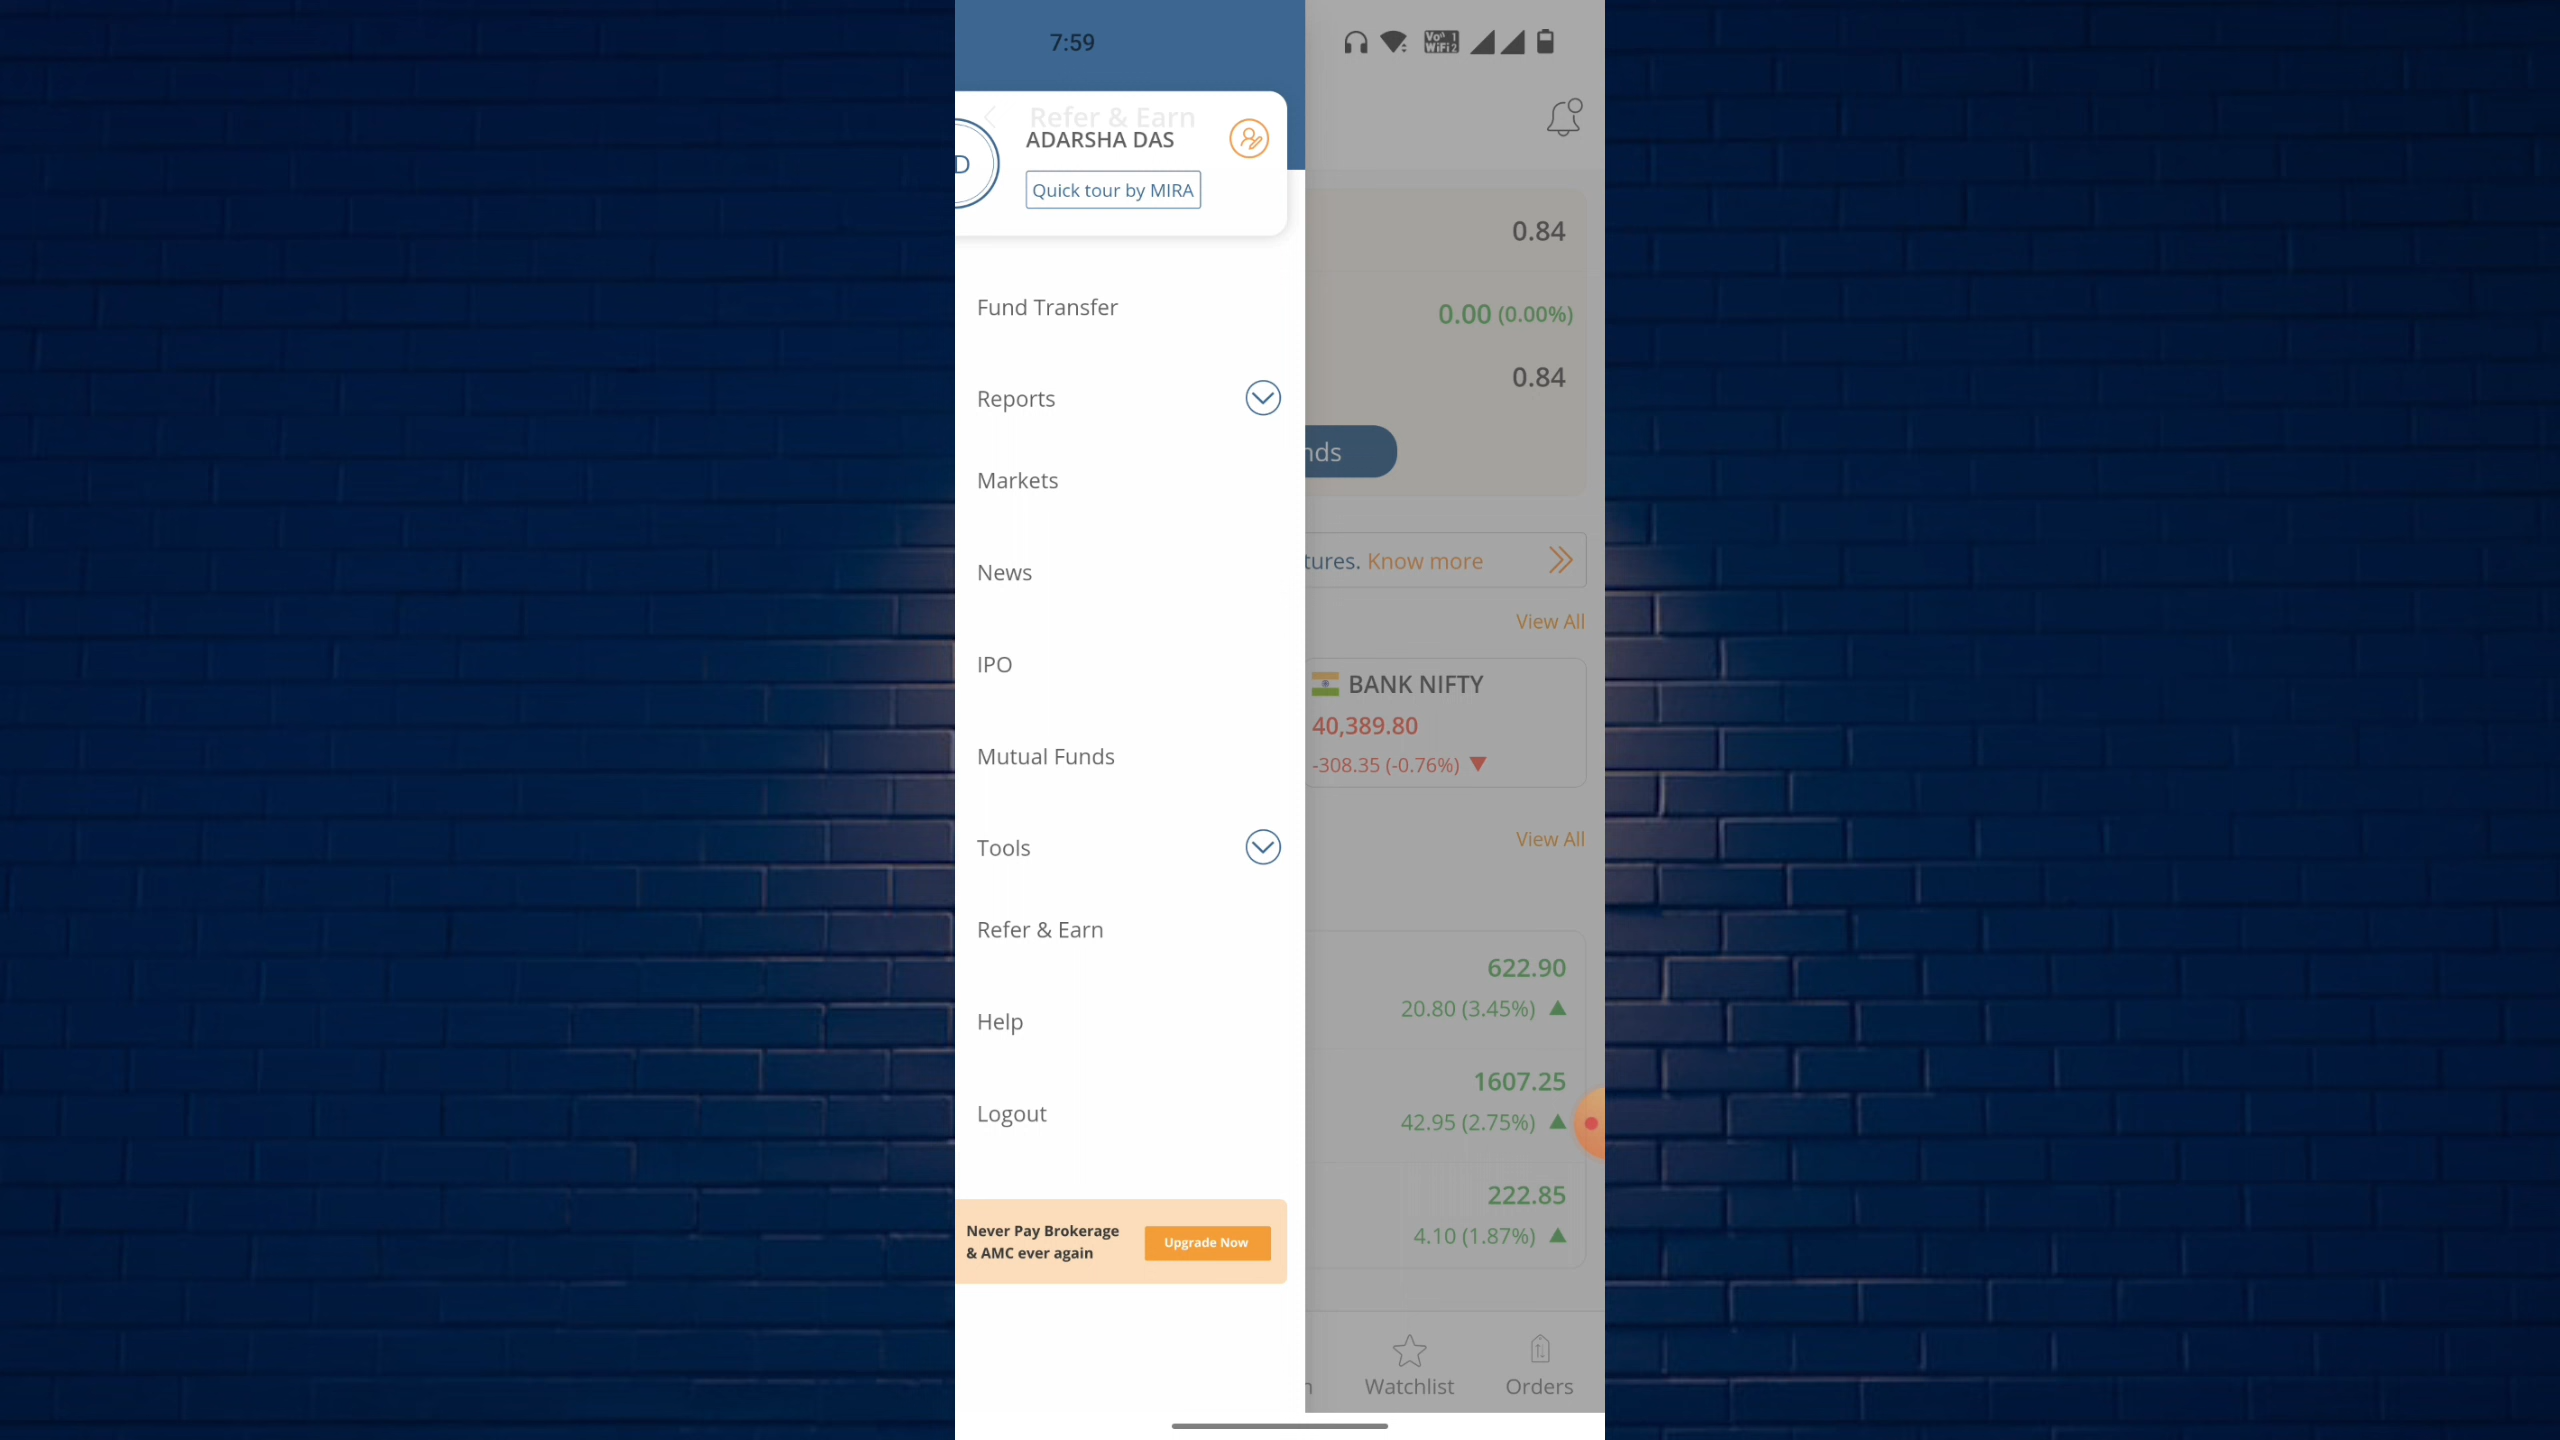 7:59
Vo 1
WiFi 2
Refer & Earn
ADARSHA DAS
D
Quick tour by MIRA
Fund Transfer
Reports
Markets
News
IPO
Mutual Funds
Tools
Refer & Earn
Help
Logout
Never Pay Brokerage
& AMC ever again
Upgrade Now
0.84
0.00 (0.00%)
0.84
nds
tures. Know more
View All
BANK NIFTY
40,389.80
-308.35 (-0.76%)
View All
622.90
20.80 (3.45%)
1607.25
42.95 (2.75%)
222.85
4.10 (1.87%)
Watchlist
Orders